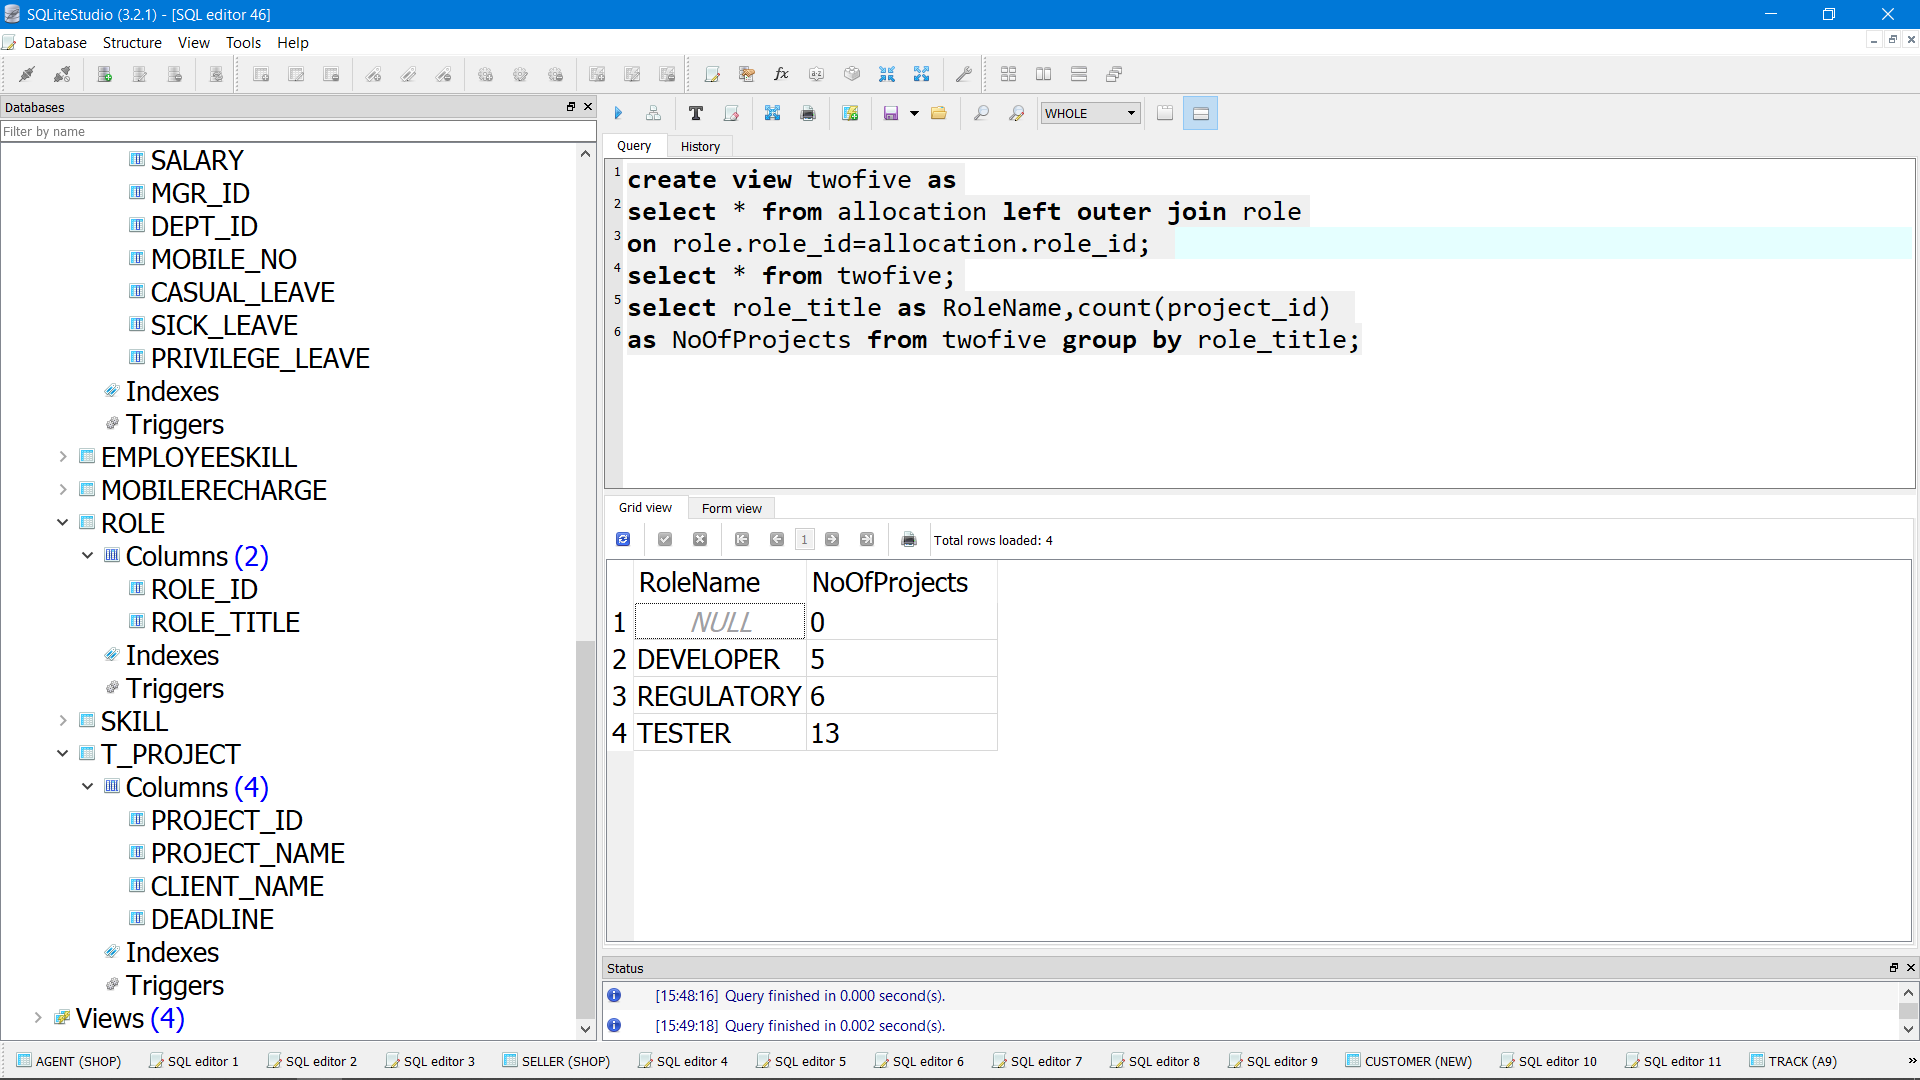 SQLiteStudio (3.2.1) - [SQL editor 46]
Database Structure View Tools Help
Databases
Filter by name
SALARY
MGR_ID
DEPT_ID
MOBILE_NO
CASUAL_LEAVE
SICK_LEAVE
PRIVILEGE_LEAVE
Indexes
Triggers
EMPLOYEESKILL
MOBILERECHARGE
ROLE
Columns (2)
ROLE_ID
ROLE_TITLE
Indexes
Triggers
SKILL
T_PROJECT
Columns (4)
PROJECT_ID
PROJECT_NAME
CLIENT_NAME
DEADLINE
Indexes
Triggers
Views (4)
WHOLE
Query History
1 create view twofive as
2 select * from allocation left outer join role
3 on role.role_id=allocation.role_id;
4 select * from twofive;
5 select role_title as RoleName,count(project_id)
6 as NoOfProjects from twofive group by role_title;
Grid view Form view
1 Total rows loaded: 4
RoleName NoOfProjects
1 NULL 0
2 DEVELOPER 5
3 REGULATORY 6
4 TESTER 13
Status
[15:48:16] Query finished in 0.000 second(s).
[15:49:18] Query finished in 0.002 second(s).
AGENT (SHOP) SQL editor 1 SQL editor 2 SQL editor 3 SELLER (SHOP) SQL editor 4 SQL editor 5 SQL editor 6 SQL editor 7 SQL editor 8 SQL editor 9 CUSTOMER (NEW) SQL editor 10 SQL editor 11 TRACK (A9) »